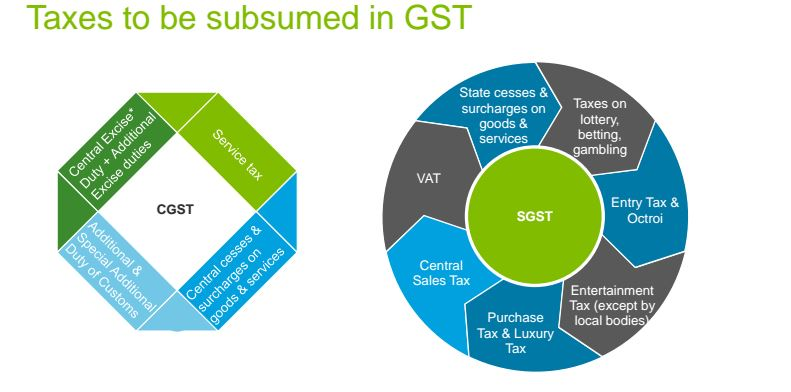 Taxes to be subsumed in GST
Central Excise*
Duty + Additional
Excise duties
Service tax
CGST
Additional &
Special Additional
Duty of Customs
Central cesses &
surcharges on
goods & services
State cesses &
surcharges on
goods &
services
Taxes on
lottery,
betting,
gambling
VAT
SGST
Entry Tax &
Octroi
Central
Sales Tax
Entertainment
Tax (except by
local bodies)
Purchase
Tax & Luxury
Tax